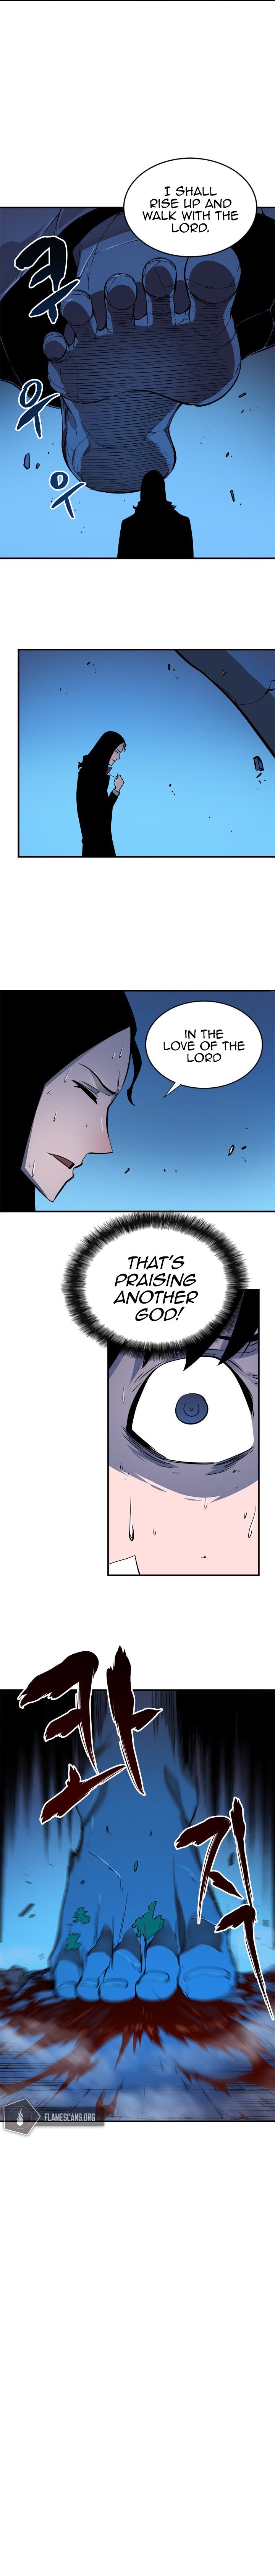 I SHALL
RISE UP AND
WALK WITH THE
LORD.
쿠
우
우
IN THE
LOVE OF THE
LORD
THAT'S
PRAISING
ANOTHER
GOD!
콰
직
FLAMESCANS.ORG